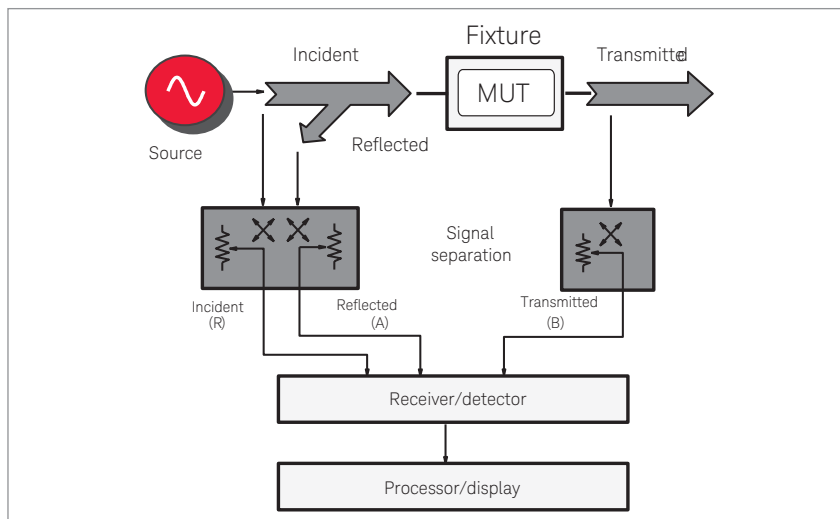 Fixture
Incident
Transmitted
MUT
Source
Reflected
Signal
separation
Incident
(R)
Reflected
(A)
Transmitted
(B)
Receiver/detector
Processor/display